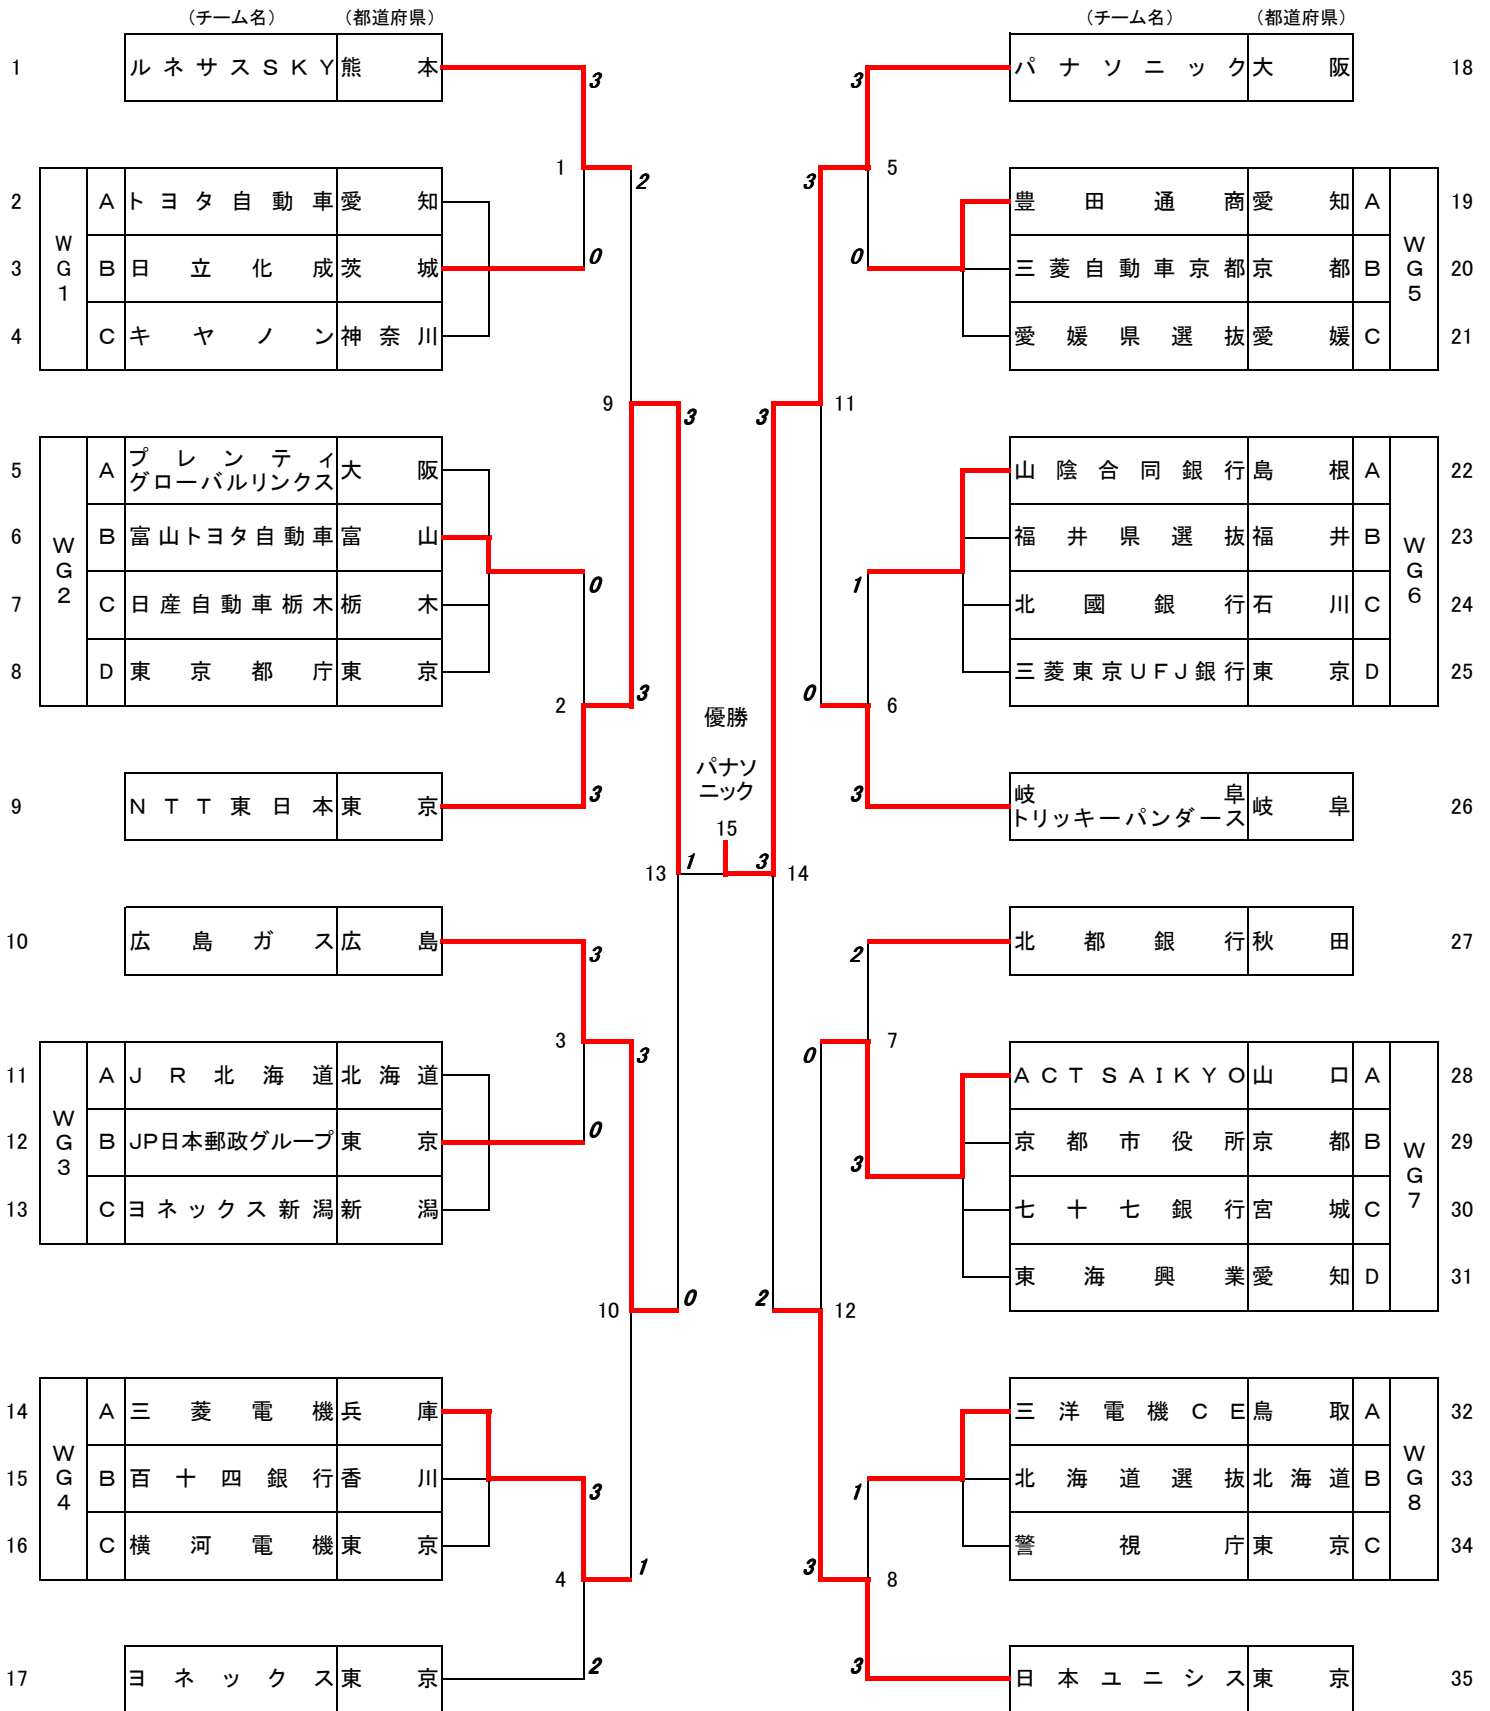 （チーム名） （都道府県） （チーム名） （都道府県）
1 ルネサスＳＫＹ 熊本 3 3 パナソニック 大阪 18
1 2 3 5
2 A トヨタ自動車 愛知 豊田通商 愛知 A 19
WG1 WG5
3 B 日立化成 茨城 0 0 三菱自動車京都 京都 B 20
4 C キヤノン 神奈川 愛媛県選抜 愛媛 C 21
9 3 3 11
5 A プレンティ
グローバルリンクス 大阪 山陰合同銀行 島根 A 22
6 B 富山トヨタ自動車 富山 福井県選抜 福井 B 23
WG2 0 1 WG6
7 C 日産自動車栃木 栃木 北國銀行 石川 C 24
8 D 東京都庁 東京 三菱東京ＵＦＪ銀行 東京 D 25
2 3 0 6
優勝
パナソ
ニック
9 ＮＴＴ東日本 東京 3 3 岐阜
トリッキーパンダース 岐阜 26
15
13 1 3 14
10 広島ガス 広島 3 2 北都銀行 秋田 27
3 3 0 7
11 A ＪＲ北海道 北海道 ＡＣＴＳＡＩＫＹＯ 山口 A 28
WG3
12 B JP日本郵政グループ 東京 0 3 京都市役所 京都 B 29
WG7
13 C ヨネックス新潟 新潟 七十七銀行 宮城 C 30
東海興業 愛知 D 31
10 0 2 12
14 A 三菱電機 兵庫 三洋電機ＣＥ 鳥取 A 32
WG4 WG8
15 B 百十四銀行 香川 3 1 北海道選抜 北海道 B 33
16 C 横河電機 東京 警視庁 東京 C 34
4 1 3 8
17 ヨネックス 東京 2 3 日本ユニシス 東京 35